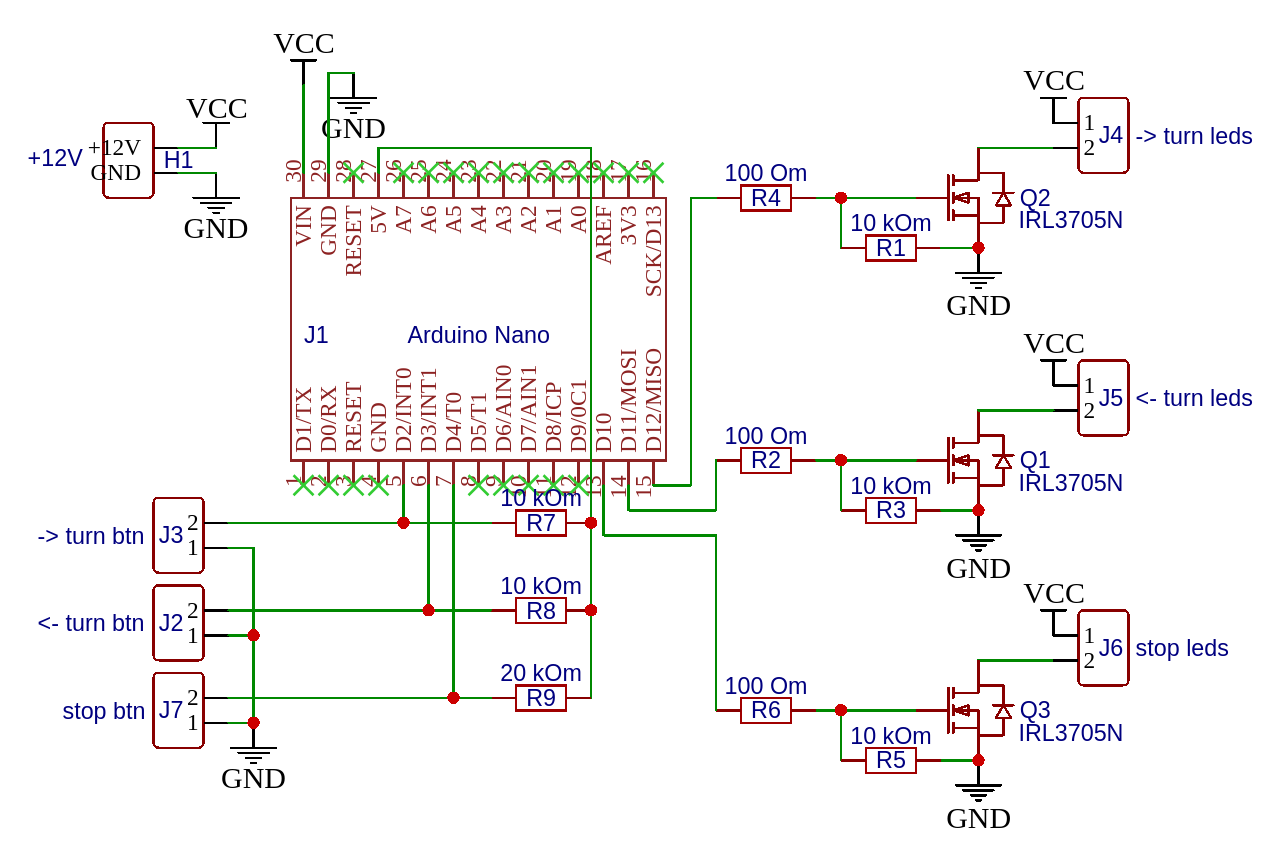 VCC
GND
VCC
+12V
+12V
GND
H1
GND
30
29
28
27
26
25
24
23
22
21
20
19
18
17
16
VIN
GND
RESET
5V
A7
A6
A5
A4
A3
A2
A1
A0
AREF
3V3
SCK/D13
J1
Arduino Nano
D1/TX
D0/RX
RESET
GND
D2/INT0
D3/INT1
D4/T0
D5/T1
D6/AIN0
D7/AIN1
D8/ICP
D9/0C1
D10
D11/MOSI
D12/MISO
1
2
3
4
5
6
7
8
9
10
11
12
13
14
15
-> turn btn
J3
2
1
<- turn btn
J2
2
1
stop btn
J7
2
1
GND
10 kOm
R7
10 kOm
R8
20 kOm
R9
VCC
1
2
J4
-> turn leds
100 Om
R4
10 kOm
R1
Q2
IRL3705N
GND
VCC
1
2
J5
<- turn leds
100 Om
R2
10 kOm
R3
Q1
IRL3705N
GND
VCC
1
2
J6
stop leds
100 Om
R6
10 kOm
R5
Q3
IRL3705N
GND